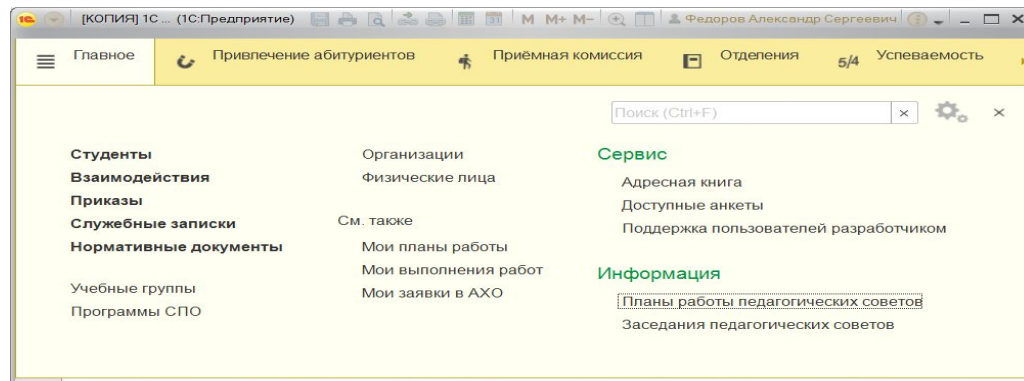 [КОПИЯ] 1С ... (1С:Предприятие) M M+ M- Федоров Александр Сергеевич
Главное Привлечение абитуриентов Приёмная комиссия Отделения 5/4 Успеваемость
Поиск (Ctrl+F)
Студенты
Взаимодействия
Приказы
Служебные записки
Нормативные документы
Учебные группы
Программы СПО
Организации
Физические лица
См. также
Мои планы работы
Мои выполнения работ
Мои заявки в АХО
Сервис
Адресная книга
Доступные анкеты
Поддержка пользователей разработчиком
Информация
Планы работы педагогических советов
Заседания педагогических советов